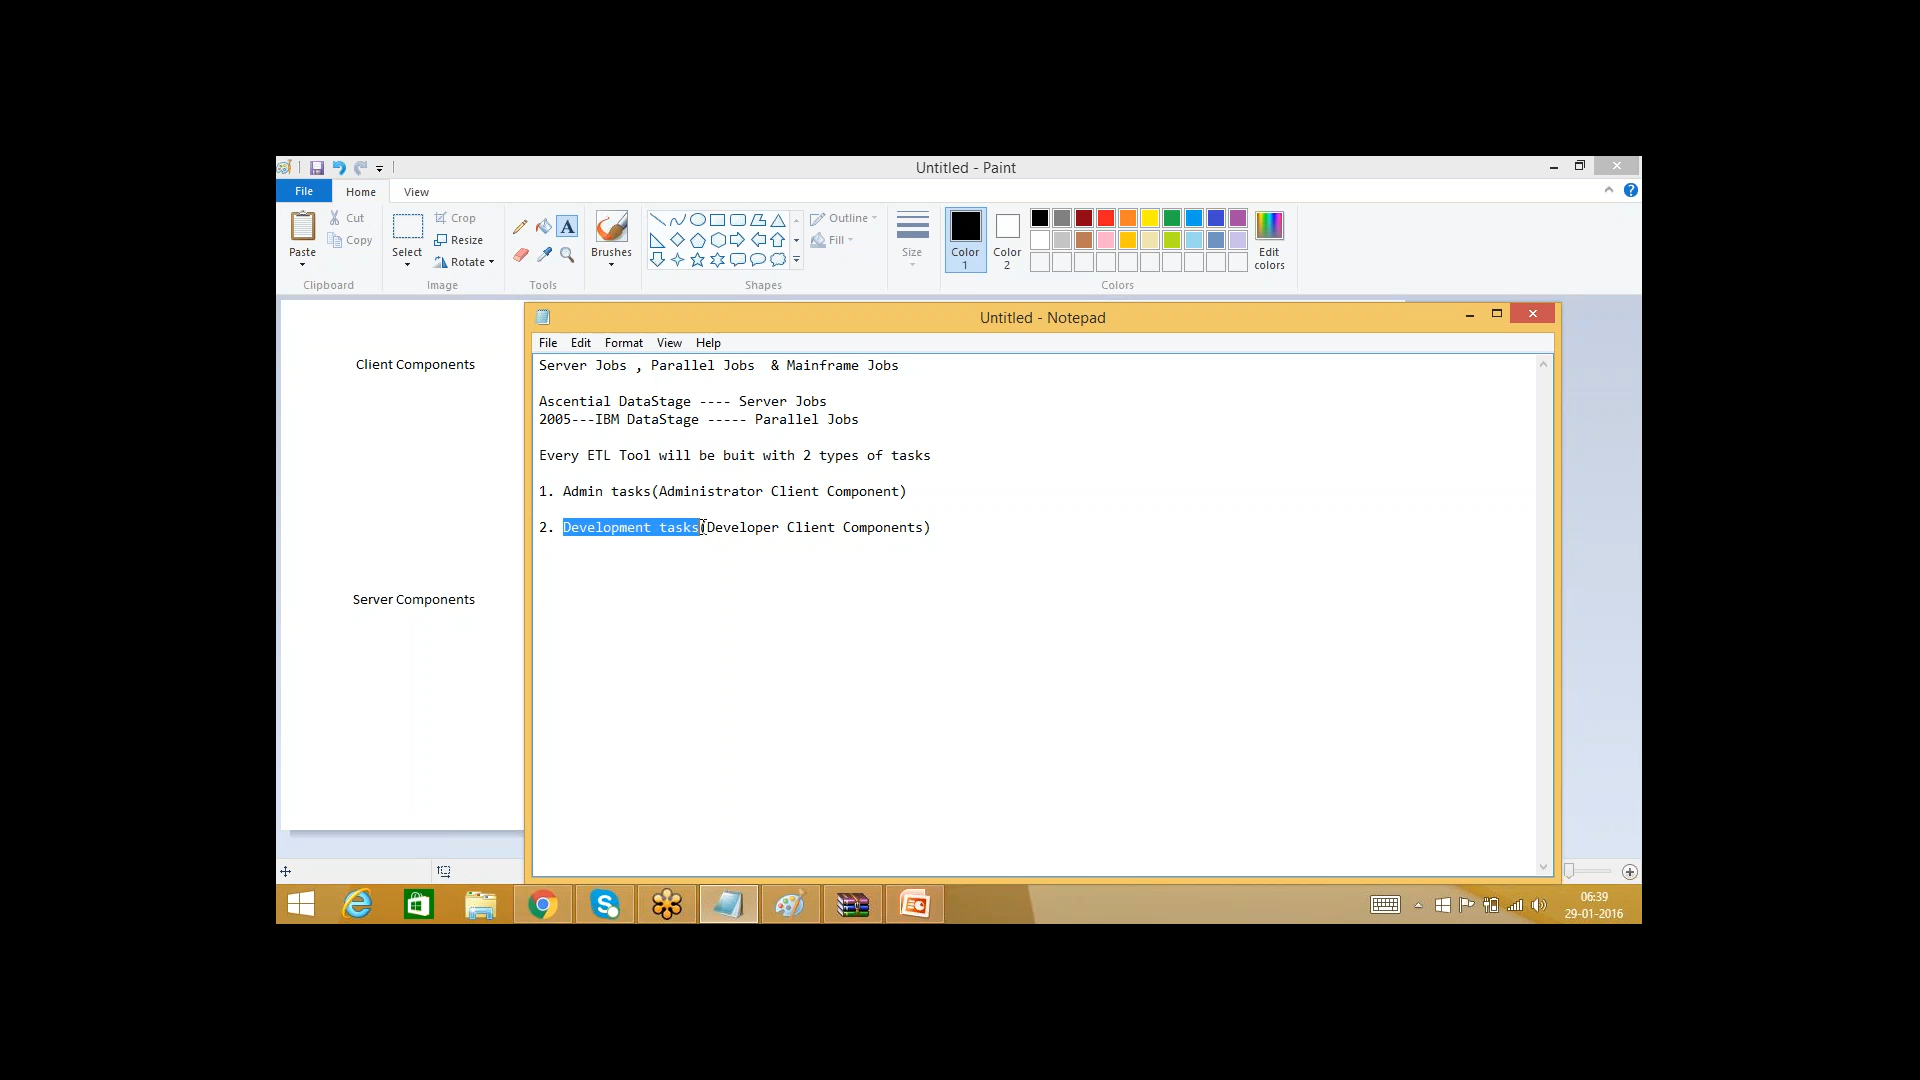 Untitled - Paint
File Home View
Paste
Cut
Copy
Clipboard
Select
Crop
Resize
Rotate
Image
Tools
Brushes
Shapes
Outline
Fill
Size
Color 1
Color 2
Edit colors
Colors
Client Components
Server Components
Untitled - Notepad
File Edit Format View Help
Server Jobs , Parallel Jobs  & Mainframe Jobs
Ascential DataStage ---- Server Jobs
2005---IBM DataStage ----- Parallel Jobs
Every ETL Tool will be buit with 2 types of tasks
1. Admin tasks(Administrator Client Component)
2. Development tasks(Developer Client Components)
06:39
29-01-2016